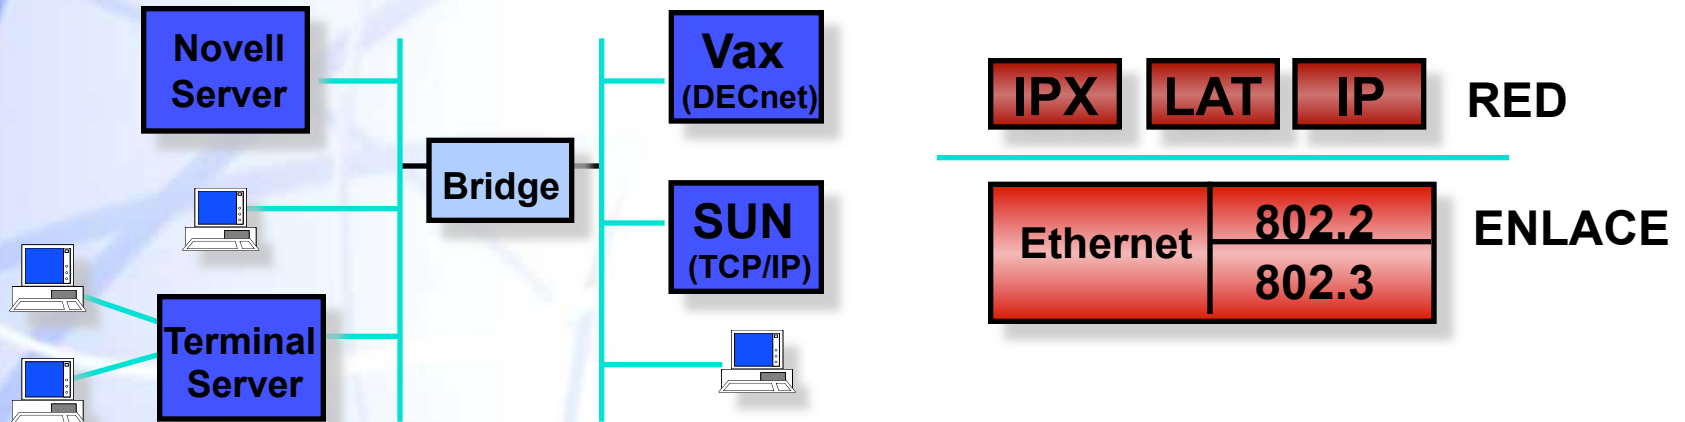 Novell
Server
Bridge
Terminal
Server
Vax
(DECnet)
SUN
(TCP/IP)
IPX LAT IP RED
Ethernet 802.2 ENLACE
802.3